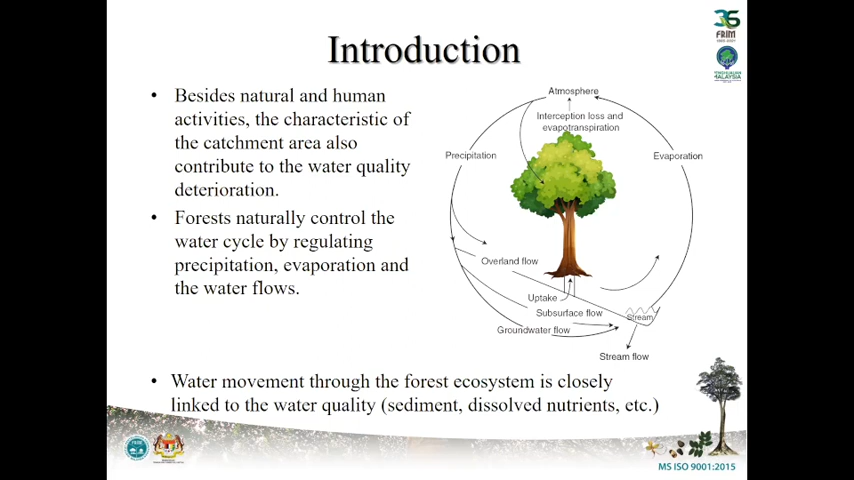 Introduction
36
FRIM
• Besides natural and human
activities, the characteristic of
the catchment area also
contribute to the water quality
deterioration.
• Forests naturally control the
water cycle by regulating
precipitation, evaporation and
the water flows.
Atmosphere
Interception loss and
evapotranspiration
Precipitation
Evaporation
Overland flow
Uptake
Subsurface flow
Stream
Groundwater flow
Stream flow
• Water movement through the forest ecosystem is closely
linked to the water quality (sediment, dissolved nutrients, etc.)
MS ISO 9001:2015